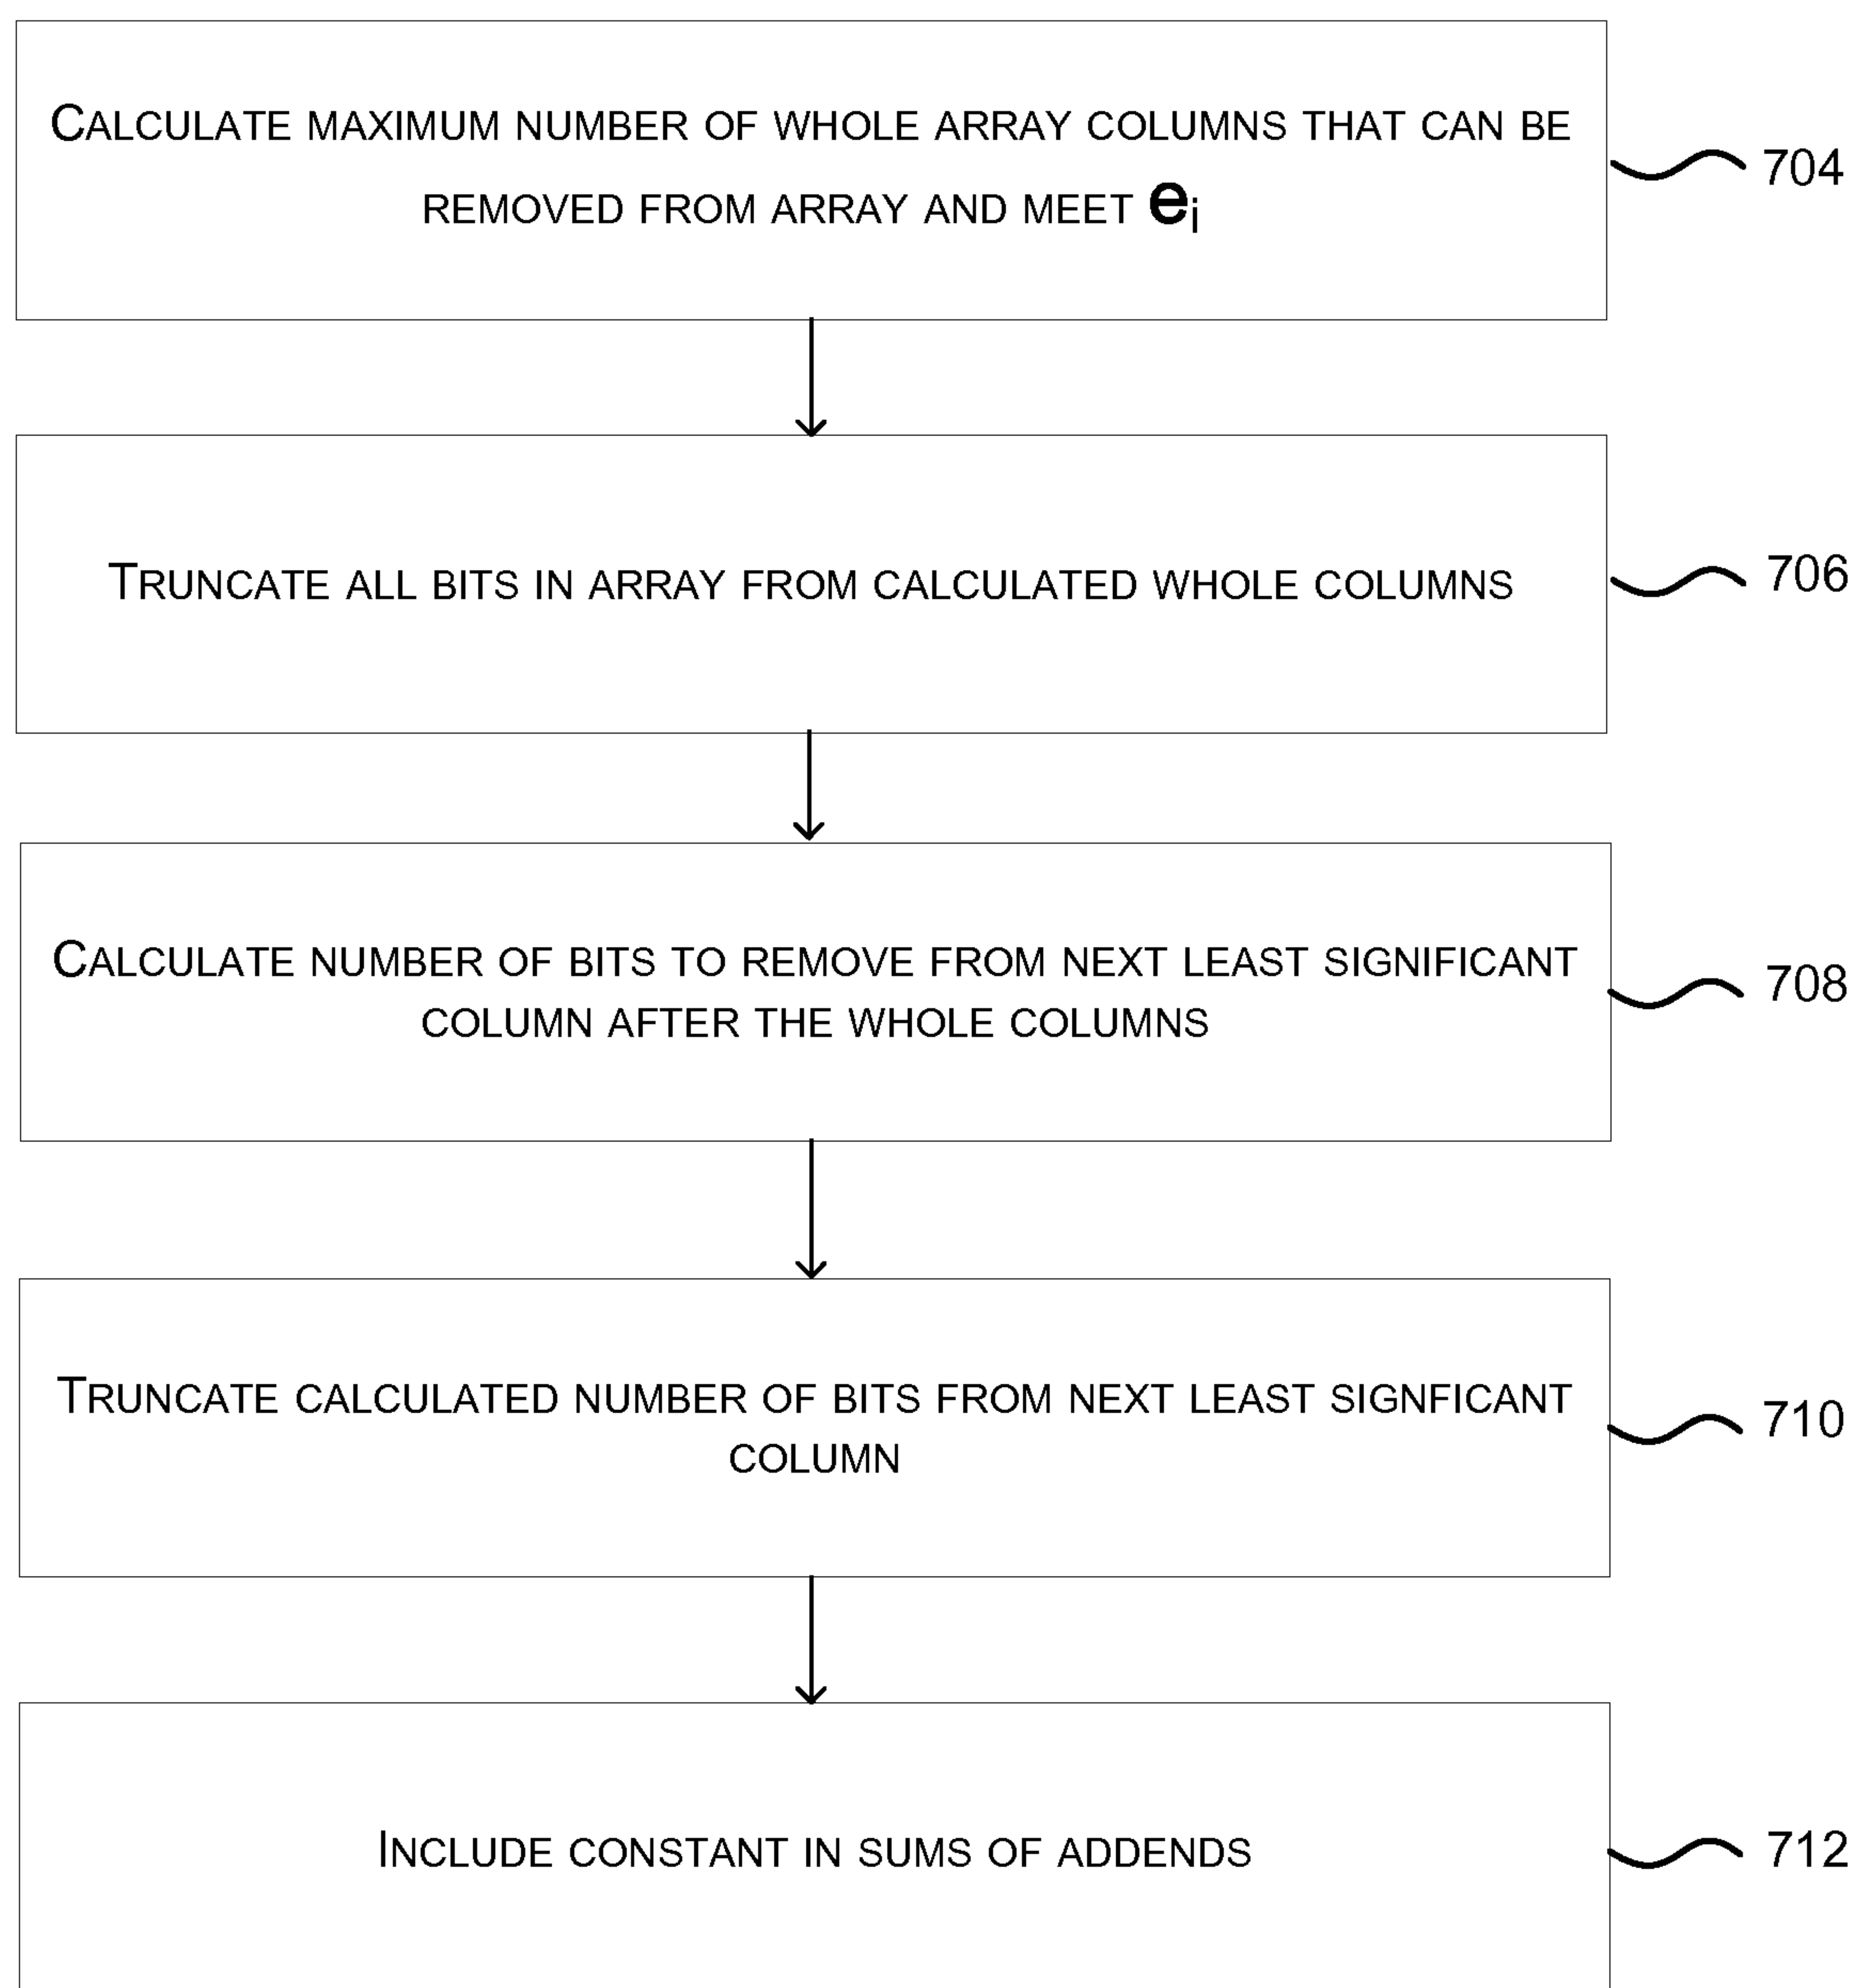 CALCULATE MAXIMUM NUMBER OF WHOLE ARRAY COLUMNS THAT CAN BE
REMOVED FROM ARRAY AND MEET ei
704
TRUNCATE ALL BITS IN ARRAY FROM CALCULATED WHOLE COLUMNS
706
CALCULATE NUMBER OF BITS TO REMOVE FROM NEXT LEAST SIGNIFICANT
COLUMN AFTER THE WHOLE COLUMNS
708
TRUNCATE CALCULATED NUMBER OF BITS FROM NEXT LEAST SIGNFICANT
COLUMN
710
INCLUDE CONSTANT IN SUMS OF ADDENDS
712